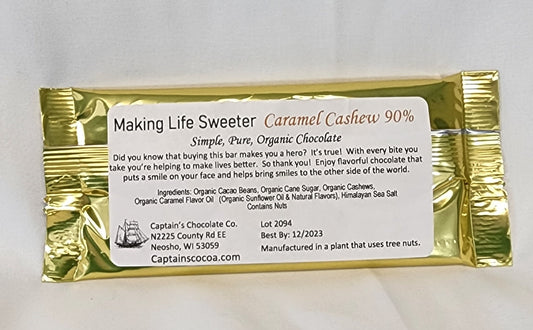 Making Life Sweeter Caramel Cashew 90%
Simple, Pure, Organic Chocolate
Did you know that buying this bar makes you a hero? It's true! With every bite you
take you're helping to make lives better. So thank you! Enjoy flavorful chocolate that
puts a smile on your face and helps bring smiles to the other side of the world.
Ingredients: Organic Cacao Beans, Organic Cane Sugar, Organic Cashews,
Organic Caramel Flavor Oil (Organic Sunflower Oil & Natural Flavors), Himalayan Sea Salt
Contains Nuts
Captain's Chocolate Co.
N2225 County Rd EE
Neosho, WI 53059
Captainscocoa.com
Lot 2094
Best By: 12/2023
Manufactured in a plant that uses tree nuts.